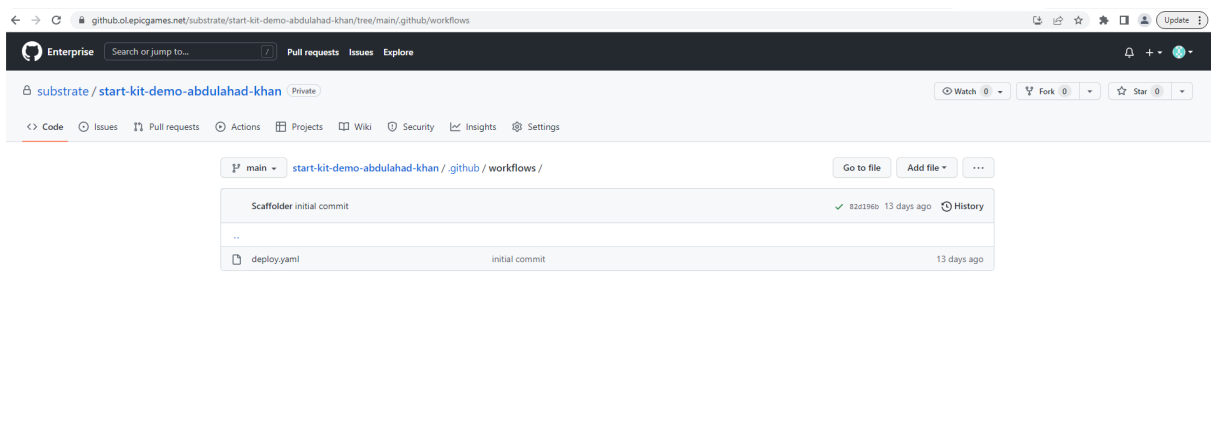 github.ol.epicgames.net/substrate/start-kit-demo-abdulahad-khan/tree/main/.github/workflows Update
Enterprise Search or jump to... / Pull requests Issues Explore
substrate / start-kit-demo-abdulahad-khan Private Watch 0 Fork 0 Star 0
<> Code Issues Pull requests Actions Projects Wiki Security Insights Settings
main start-kit-demo-abdulahad-khan / .github / workflows / Go to file Add file ...
Scaffolder initial commit 82d196b 13 days ago History
..
deploy.yaml initial commit 13 days ago